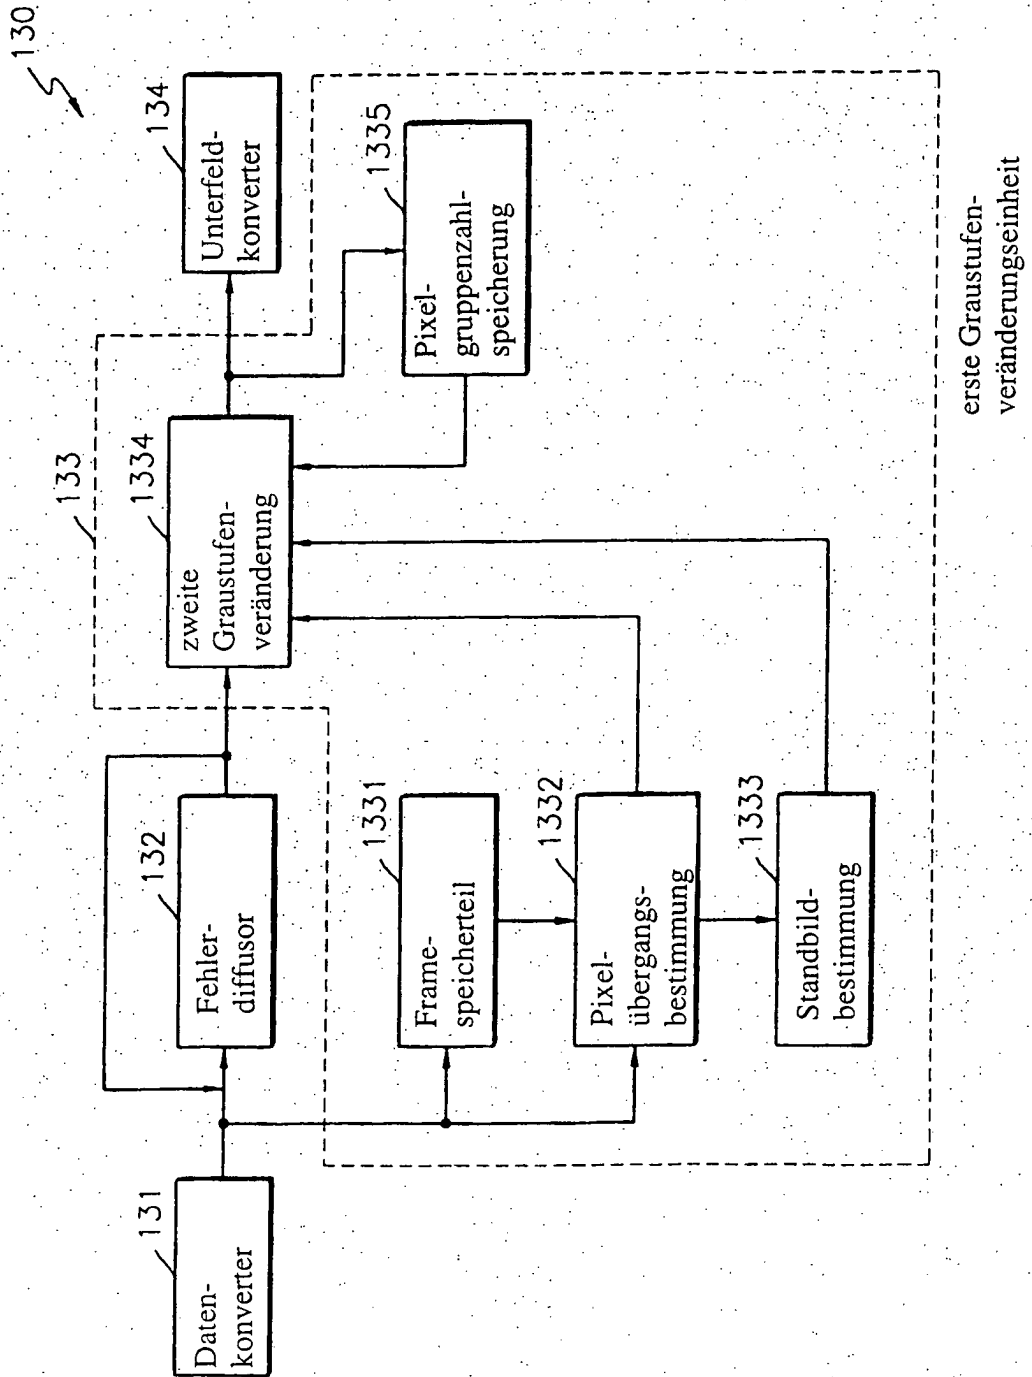 130
131
Daten-
konverter
132
Fehler-
diffusor
133
1334
zweite
Graustufen-
veränderung
134
Unterfeld-
konverter
1331
Frame-
speicherteil
1335
Pixel-
gruppenzahl-
speicherung
1332
Pixel-
übergangs-
bestimmung
1333
Standbild-
bestimmung
erste Graustufen-
veränderungseinheit